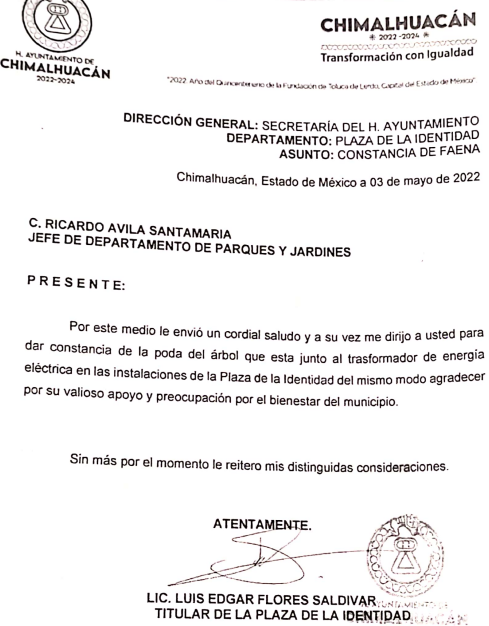 H. AYUNTAMIENTO DE
CHIMALHUACÁN
2022-2024
CHIMALHUACÁN
2022-2024
Transformación con Igualdad
"2022. Año del Quincentenario de la Fundación de Toluca de Lerdo, Capital del Estado de México"
DIRECCIÓN GENERAL: SECRETARÍA DEL H. AYUNTAMIENTO
DEPARTAMENTO: PLAZA DE LA IDENTIDAD
ASUNTO: CONSTANCIA DE FAENA
Chimalhuacán, Estado de México a 03 de mayo de 2022
C. RICARDO AVILA SANTAMARIA
JEFE DE DEPARTAMENTO DE PARQUES Y JARDINES
P R E S E N T E:
Por este medio le envió un cordial saludo y a su vez me dirijo a usted para
dar constancia de la poda del árbol que esta junto al trasformador de energía
eléctrica en las instalaciones de la Plaza de la Identidad del mismo modo agradecer
por su valioso apoyo y preocupación por el bienestar del municipio.
Sin más por el momento le reitero mis distinguidas consideraciones.
ATENTAMENTE.
LIC. LUIS EDGAR FLORES SALDIVAR
TITULAR DE LA PLAZA DE LA IDENTIDAD